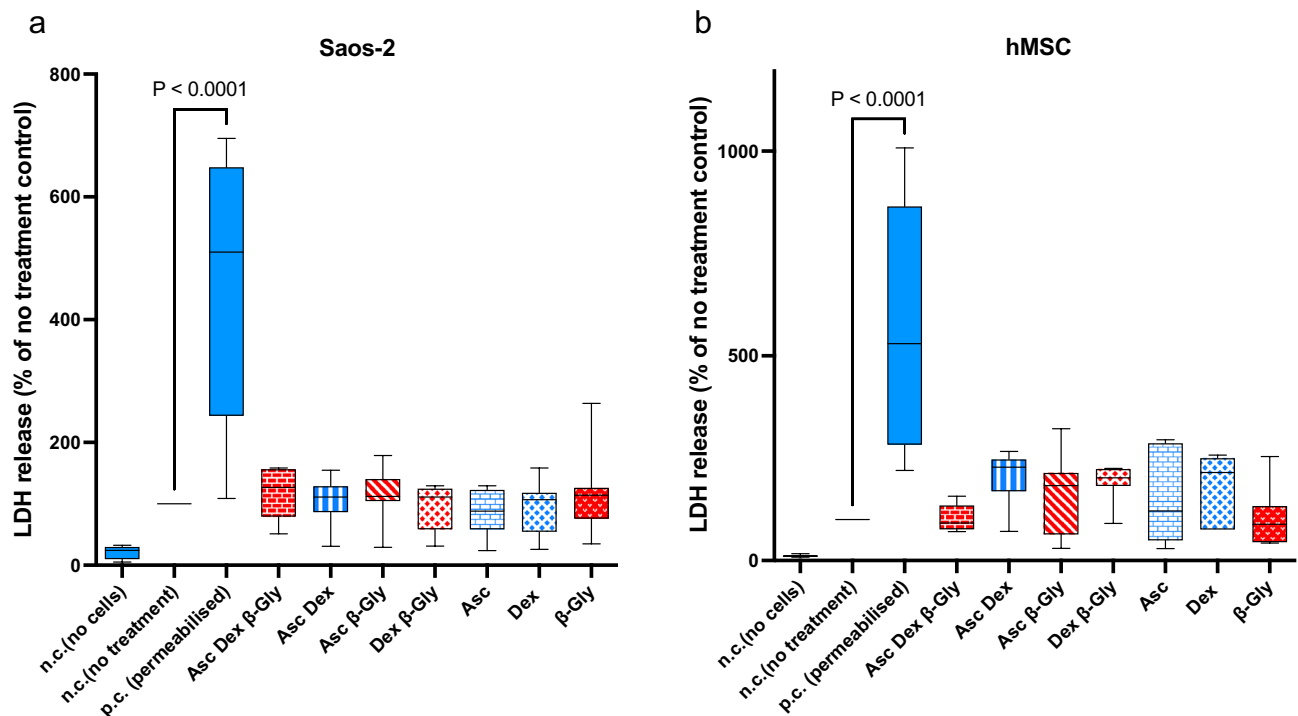 a
Saos-2
LDH release (% of no treatment control)
800
600
400
200
0
P < 0.0001
n.c.(no cells)
n.c.(no treatment)
p.c. (permeabilised)
Asc Dex β-Gly
Asc Dex
Asc β-Gly
Dex β-Gly
Asc
Dex
β-Gly
b
hMSC
LDH release (% of no treatment control)
1000
500
0
P < 0.0001
n.c.(no cells)
n.c.(no treatment)
p.c. (permeabilised)
Asc Dex β-Gly
Asc Dex
Asc β-Gly
Dex β-Gly
Asc
Dex
β-Gly